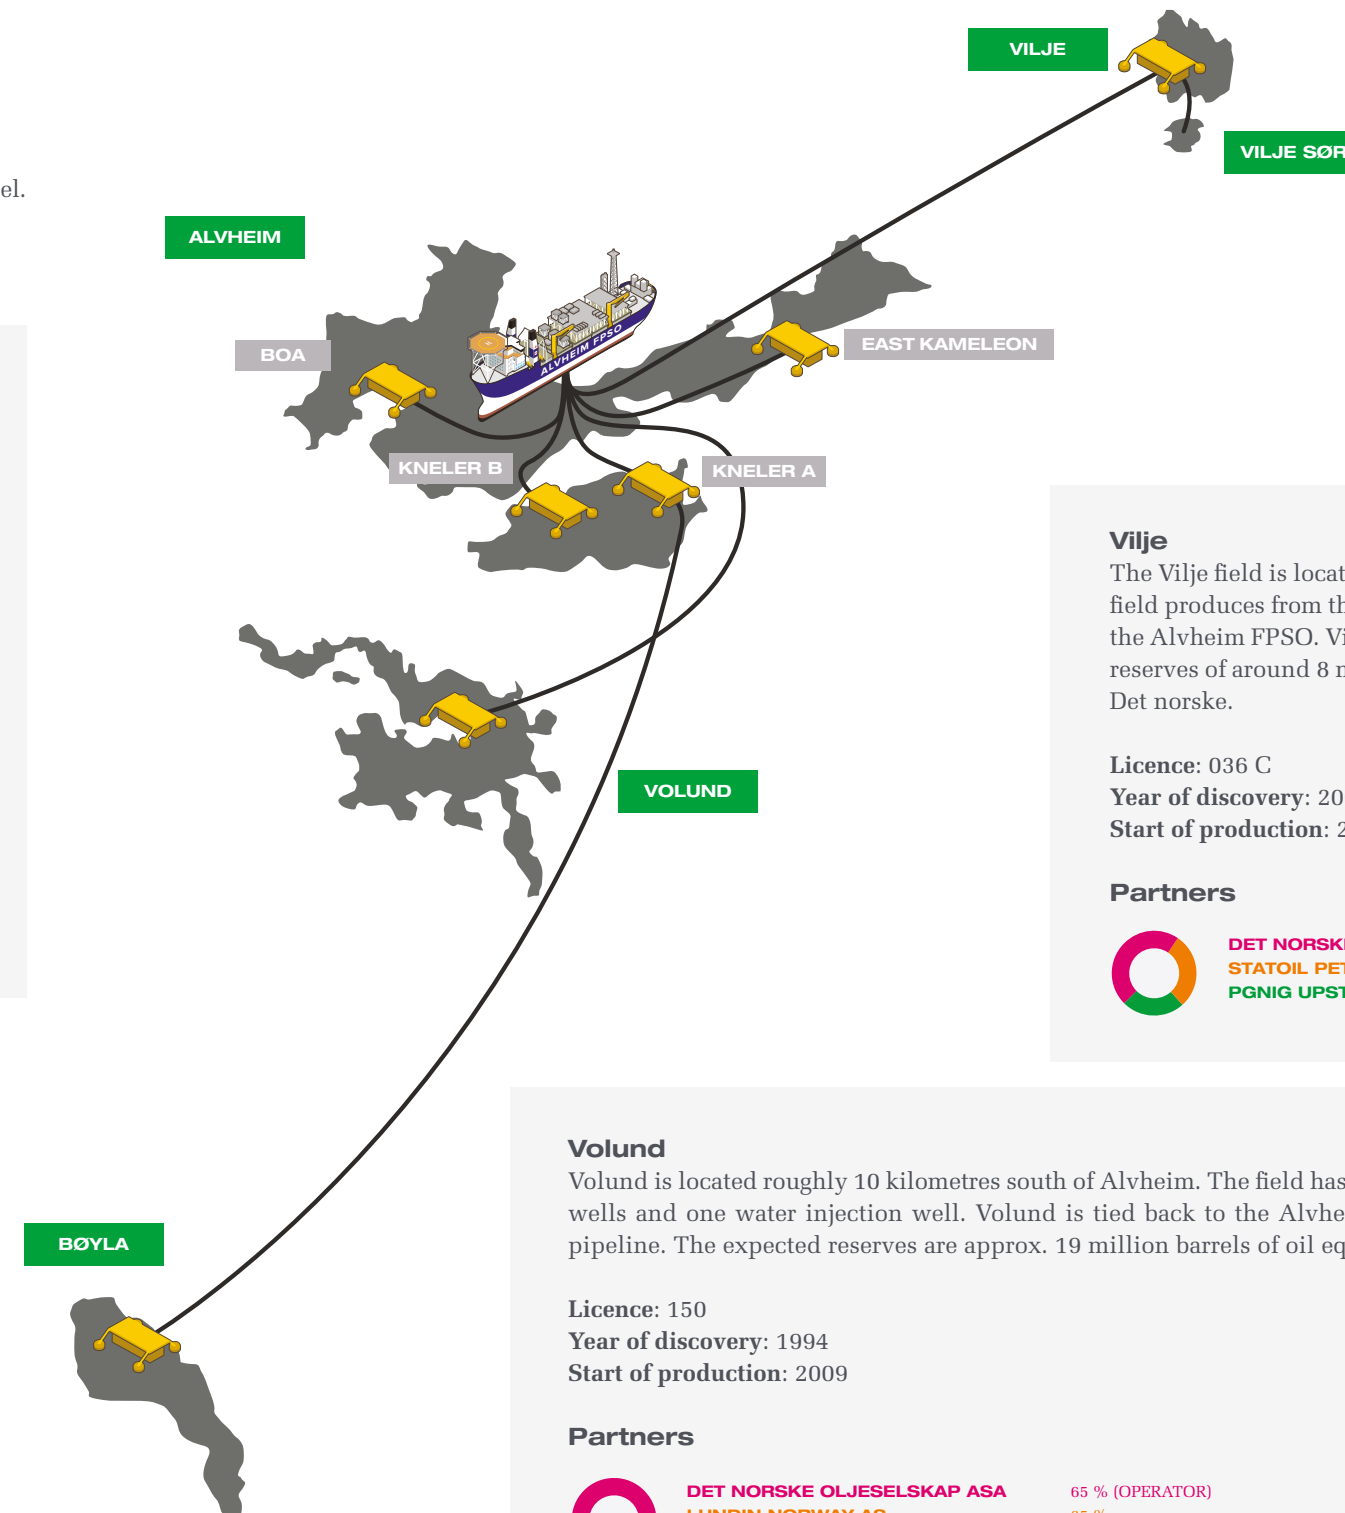 VILJE
VILJE SØR
el.
ALVHEIM
ALVHEIM FPSO
BOA
EAST KAMELEON
KNELER B
KNELER A
VOLUND
BØYLA
Vilje
The Vilje field is locat
field produces from th
the Alvheim FPSO. Vi
reserves of around 8 m
Det norske.
Licence: 036 C
Year of discovery: 20
Start of production: 2
Partners
DET NORSKE
STATOIL PET
PGNIG UPST
Volund
Volund is located roughly 10 kilometres south of Alvheim. The field has
wells and one water injection well. Volund is tied back to the Alvhe
pipeline. The expected reserves are approx. 19 million barrels of oil eq
Licence: 150
Year of discovery: 1994
Start of production: 2009
Partners
DET NORSKE OLJESELSKAP ASA 65 % (OPERATOR)
LUNDIN NORWAY AS 35 %